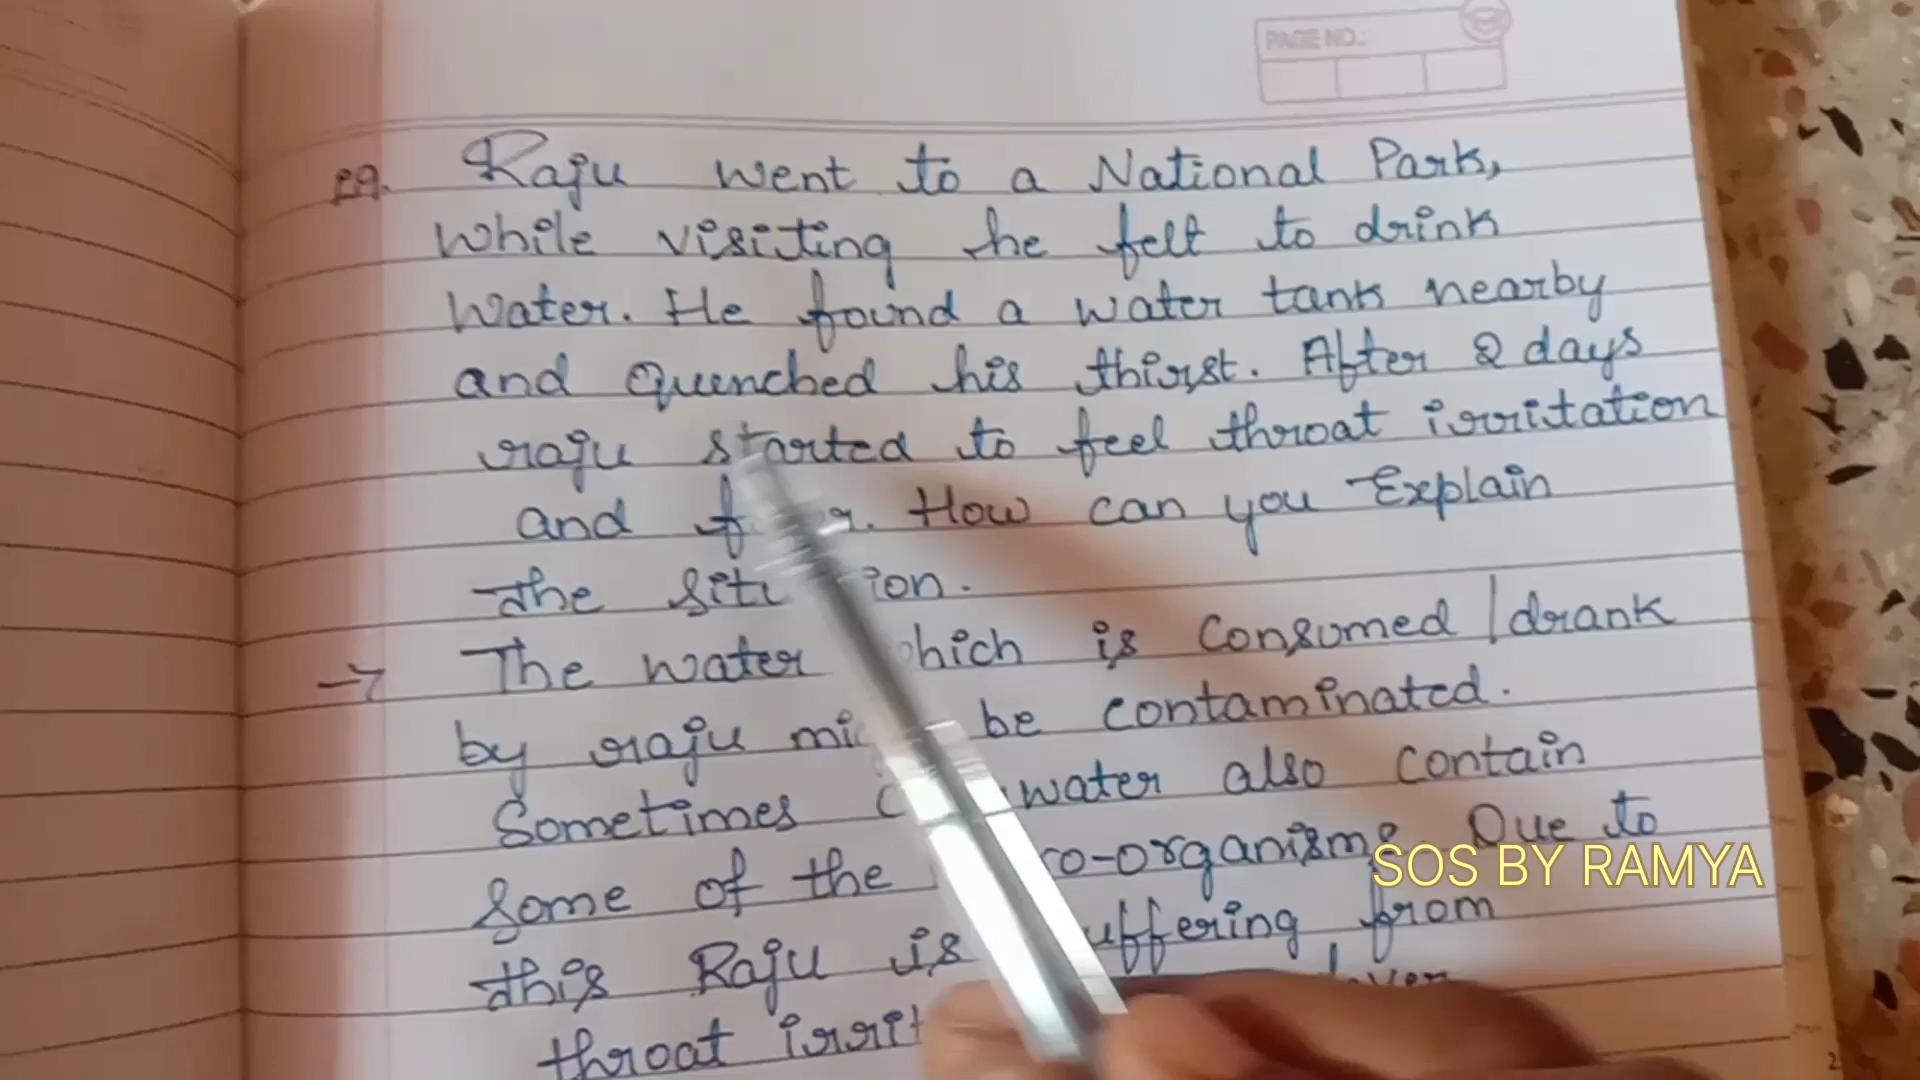 PAGE NO.:
29. Raju went to a National Park,
While visiting he felt to drink
Water. He found a water tank nearby
and quenched his thirst. After 2 days
raju started to feel throat irritation
and How can you Explain
the
The water which is Consumed / drank
by raju be contaminated.
Sometimes water also contain
some of the Due to
this Raju is from
throat
SOS BY RAMYA